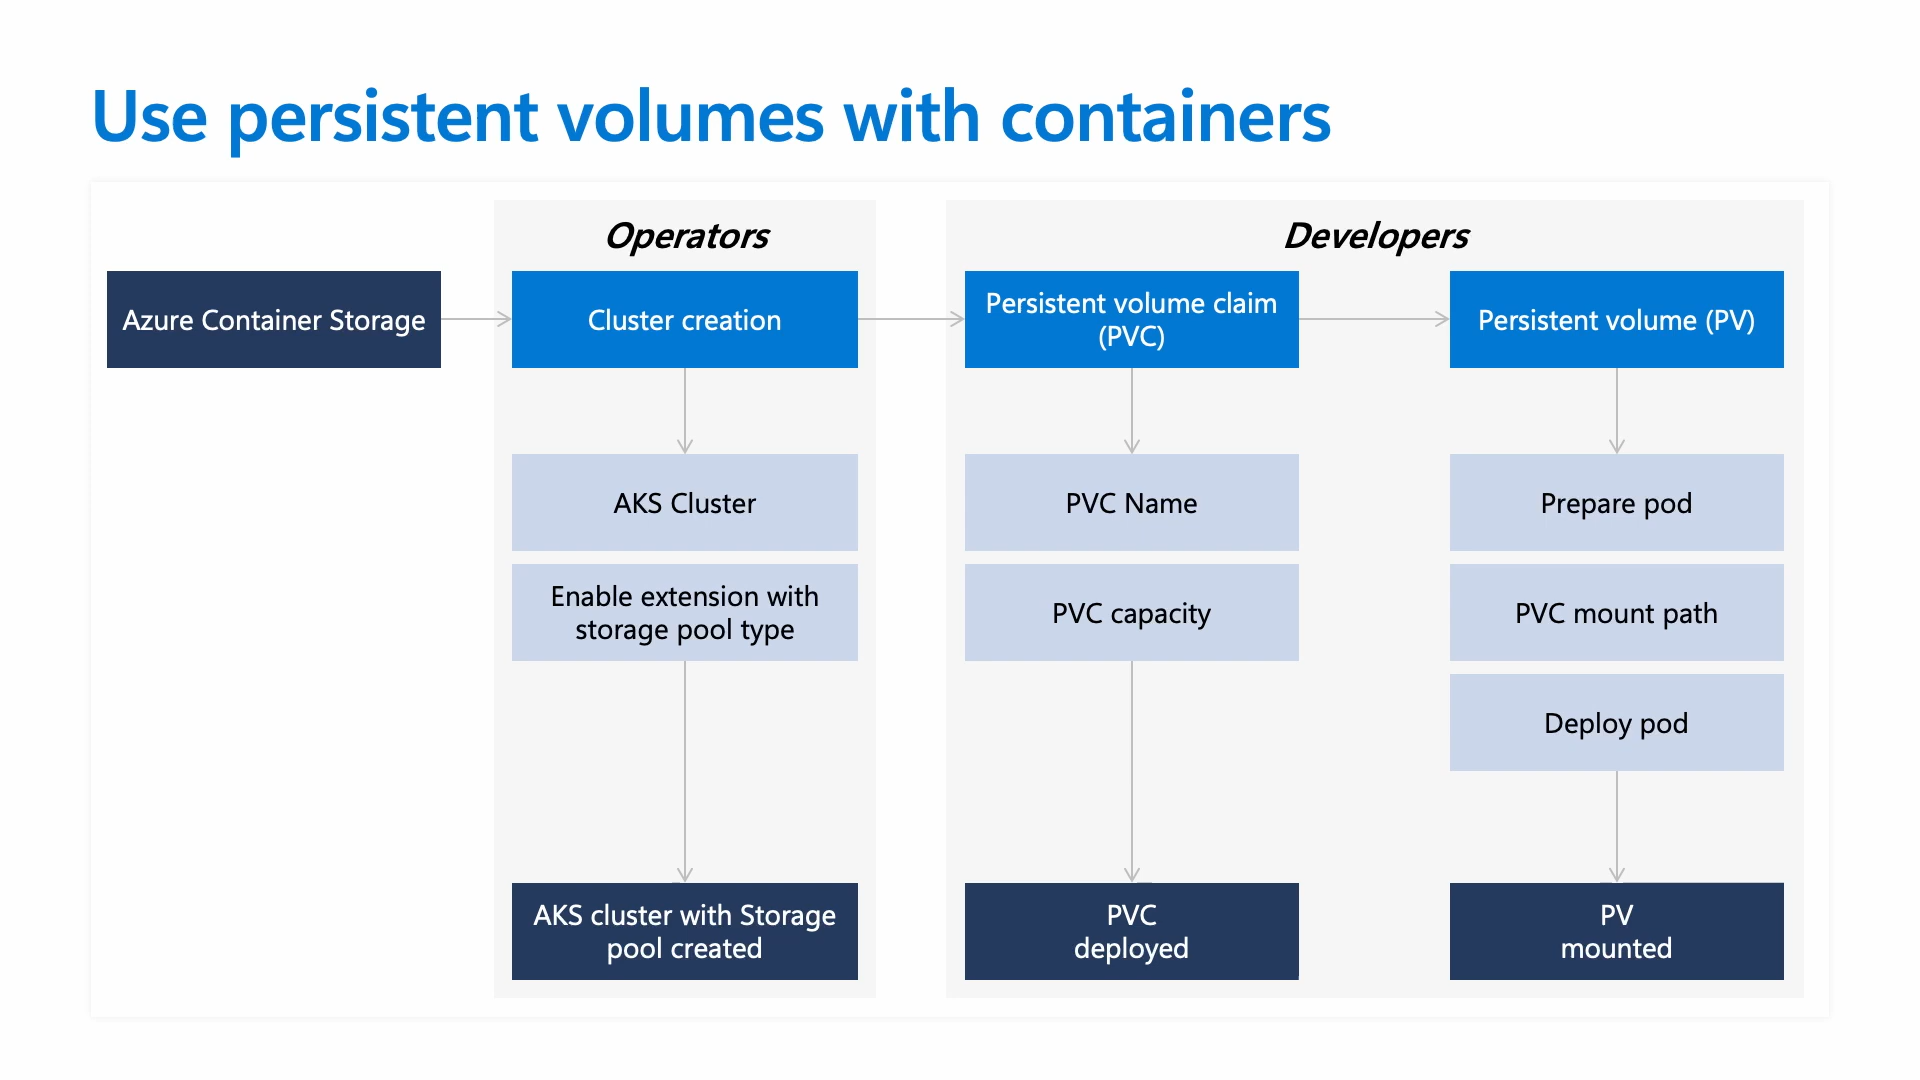 Use persistent volumes with containers
Operators
Developers
Azure Container Storage
Cluster creation
Persistent volume claim
(PVC)
Persistent volume (PV)
AKS Cluster
PVC Name
Prepare pod
Enable extension with
storage pool type
PVC capacity
PVC mount path
Deploy pod
AKS cluster with Storage
pool created
PVC
deployed
PV
mounted